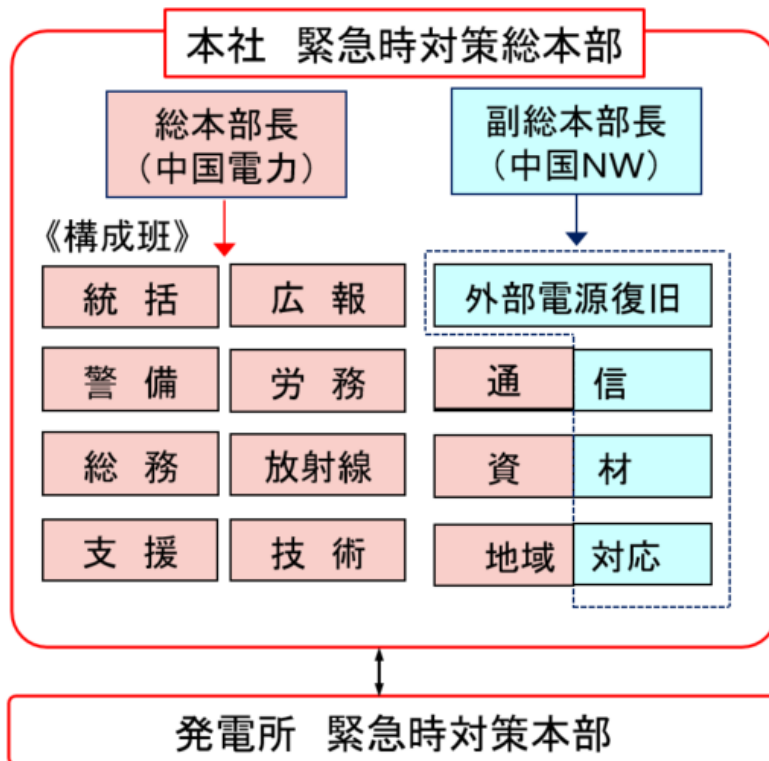 本社 緊急時対策総本部
総本部長
（中国電力）
副総本部長
（中国NW）
《構成班》
統括
広報
外部電源復旧
警備
労務
通信
総務
放射線
資材
支援
技術
地域対応
発電所 緊急時対策本部